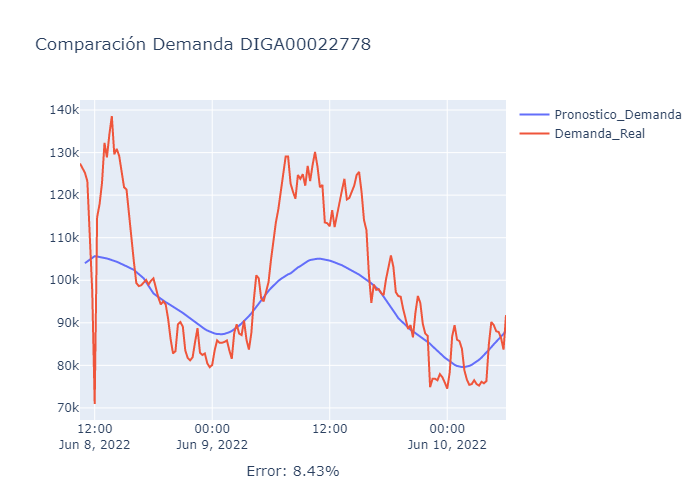 Comparación Demanda DIGA00022778
140k
130k
120k
110k
100k
90k
80k
70k
12:00
Jun 8, 2022
00:00
Jun 9, 2022
12:00
00:00
Jun 10, 2022
Error: 8.43%
Pronostico_Demanda
Demanda_Real